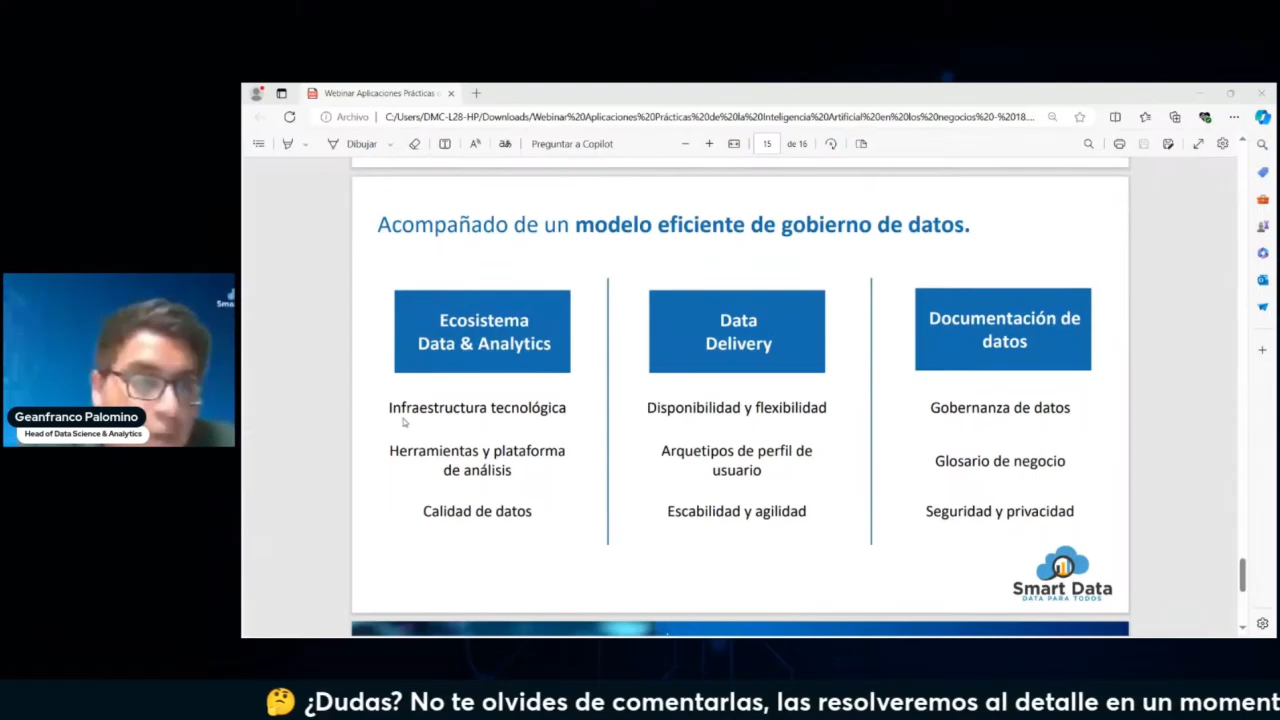 Webinar Aplicaciones Prácticas
Archivo
C:/Users/DMC-L28-HP/Downloads/Webinar%20Aplicaciones%20Prácticas%20de%20la%20Inteligencia%20Artificial%20en%20los%20negocios%20-%2018...
Dibujar
Preguntar a Copilot
15
de 16
Acompañado de un modelo eficiente de gobierno de datos.
Ecosistema
Data & Analytics
Infraestructura tecnológica
Herramientas y plataforma
de análisis
Calidad de datos
Data
Delivery
Disponibilidad y flexibilidad
Arquetipos de perfil de
usuario
Escabilidad y agilidad
Documentación de
datos
Gobernanza de datos
Glosario de negocio
Seguridad y privacidad
Smart Data
DATA PARA TODOS
Smar
Geanfranco Palomino
Head of Data Science & Analytics
🤔 ¿Dudas? No te olvides de comentarlas, las resolveremos al detalle en un moment